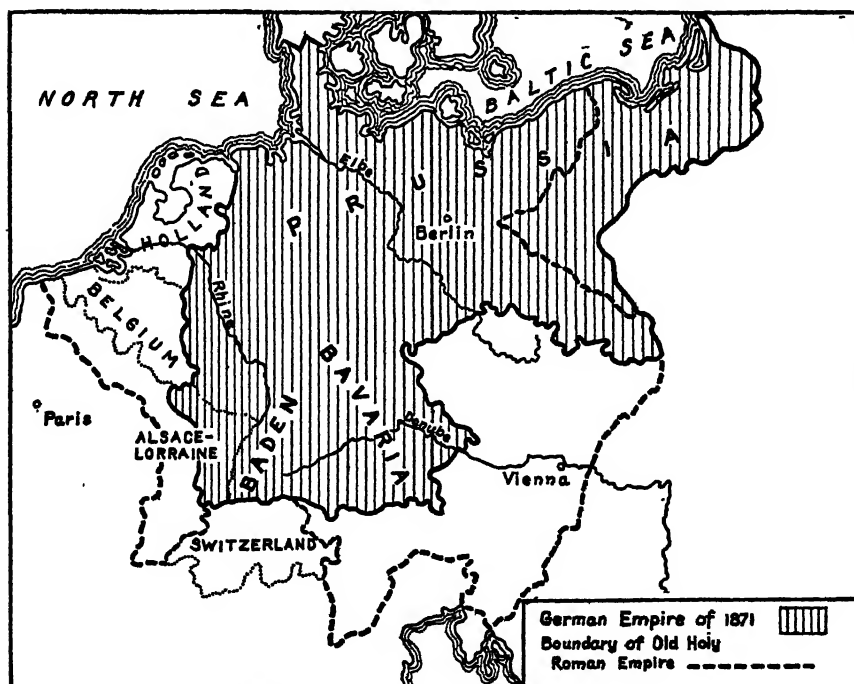 NORTH SEA
BALTIC SEA
HOLLAND
Elbe
PRUSSIA
Berlin
BELGIUM
Rhine
Paris
ALSACE-
LORRAINE
BADEN
BAVARIA
Danube
Vienna
SWITZERLAND
German Empire of 1871
Boundary of Old Holy
Roman Empire